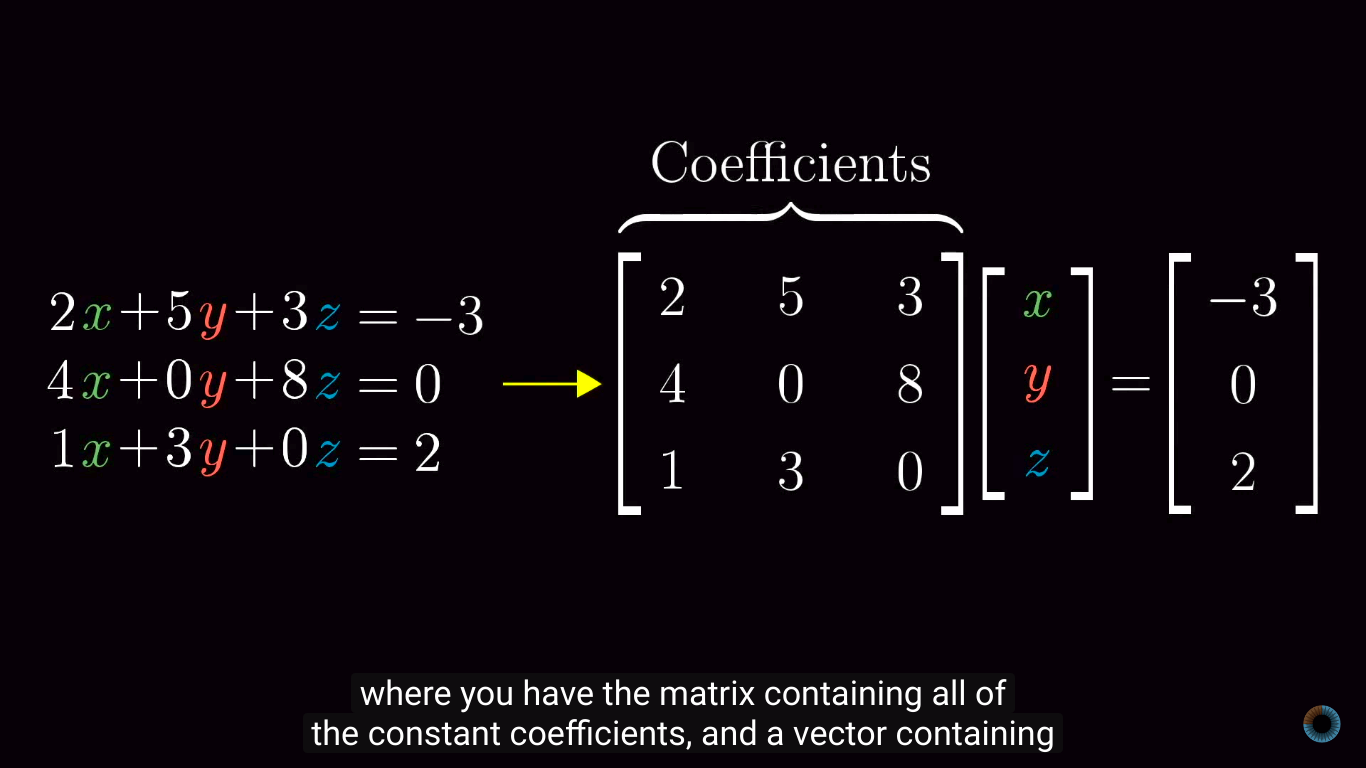 Coefficients
2x+5y+3z = −3
4x+0y+8z = 0
1x+3y+0z = 2
2 5 3
4 0 8
1 3 0
x
y
z
=
−3
0
2
where you have the matrix containing all of
the constant coefficients, and a vector containing